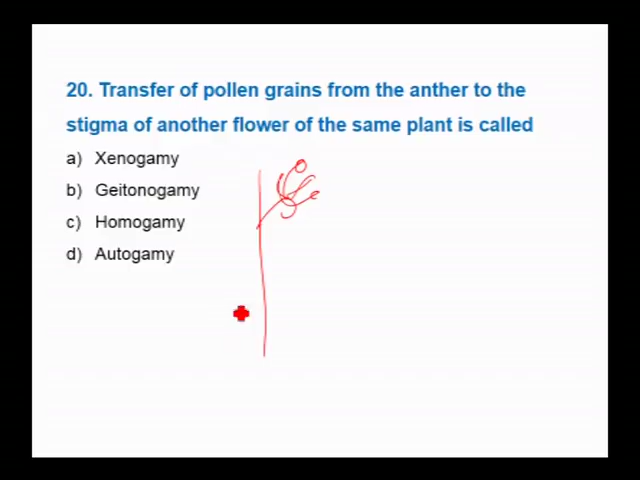 20. Transfer of pollen grains from the anther to the
stigma of another flower of the same plant is called
a) Xenogamy
b) Geitonogamy
c) Homogamy
d) Autogamy